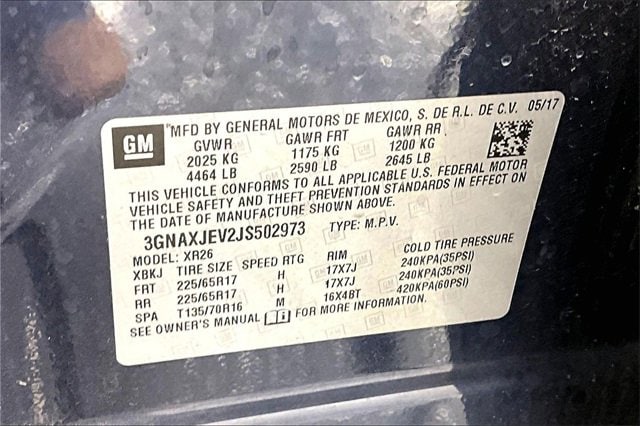 GM
MFD BY GENERAL MOTORS DE MEXICO, S. DE R.L. DE C.V. 05/17
GVWR GAWR FRT GAWR RR
2025 KG 1175 KG 1200 KG
4464 LB 2590 LB 2645 LB
THIS VEHICLE CONFORMS TO ALL APPLICABLE U.S. FEDERAL MOTOR
VEHICLE SAFETY AND THEFT PREVENTION STANDARDS IN EFFECT ON
THE DATE OF MANUFACTURE SHOWN ABOVE.
3GNAXJEV2JS502973 TYPE: M.P.V.
MODEL: XR26
XBKJ TIRE SIZE SPEED RTG RIM COLD TIRE PRESSURE
FRT 225/65R17 H 17X7J 240KPA(35PSI)
RR 225/65R17 H 17X7J 240KPA(35PSI)
SPA T135/70R16 M 16X4BT 420KPA(60PSI)
SEE OWNER'S MANUAL FOR MORE INFORMATION.